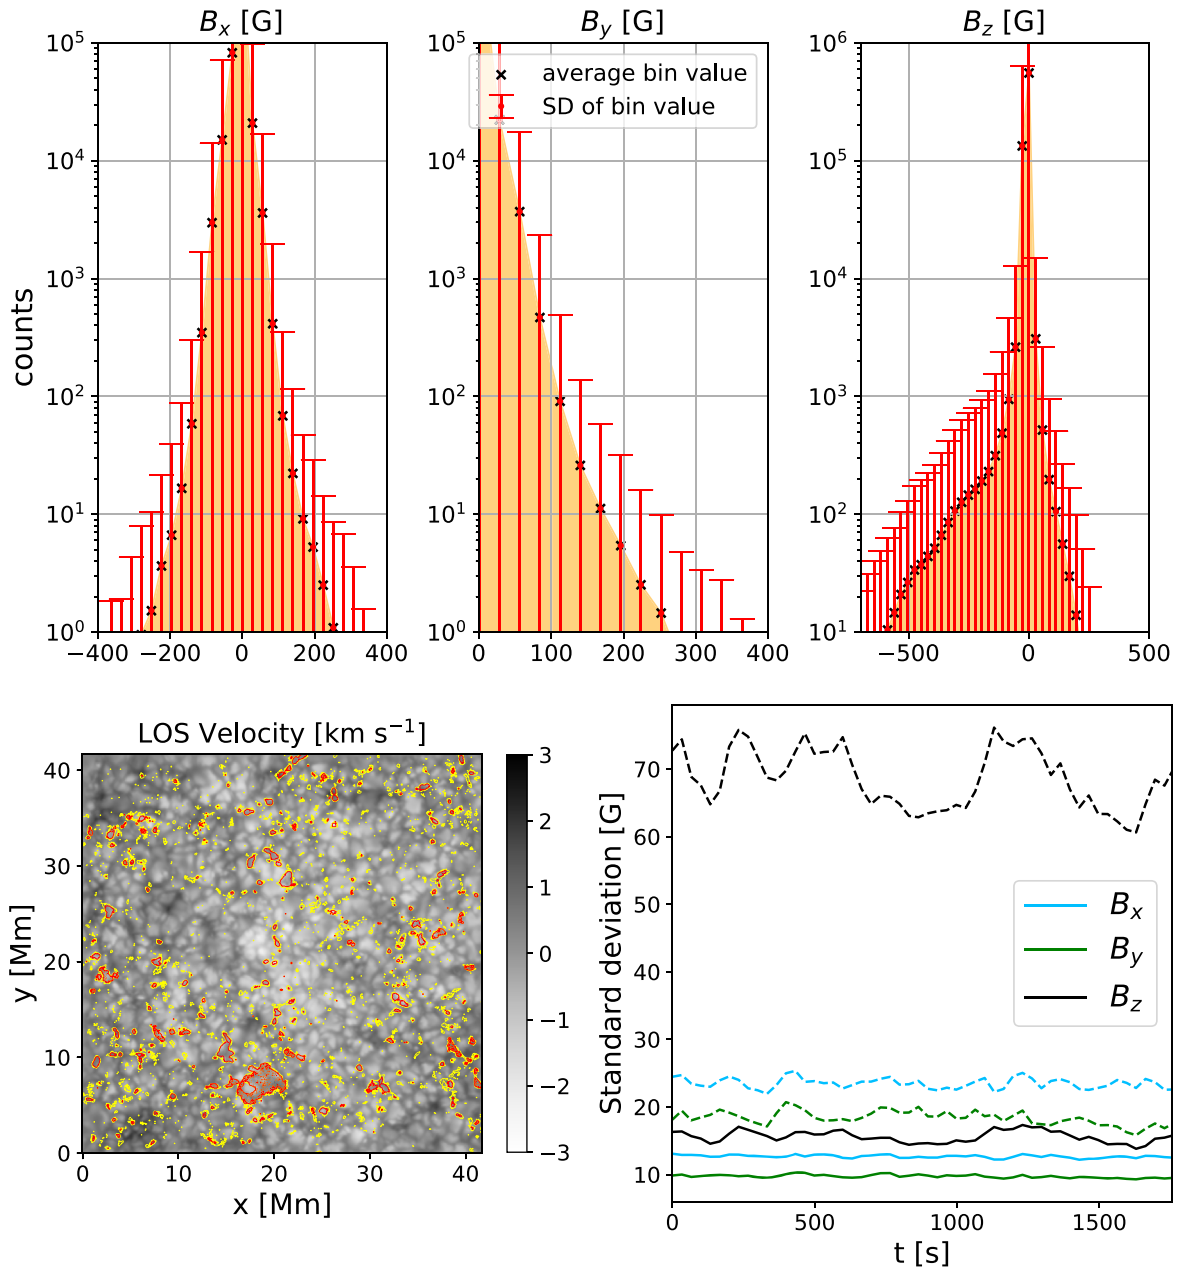 B_x [G]
10^5
10^4
10^3
10^2
10^1
10^0
counts
−400 −200 0 200 400
B_y [G]
average bin value
SD of bin value
10^5
10^4
10^3
10^2
10^1
10^0
0 100 200 300 400
B_z [G]
10^6
10^5
10^4
10^3
10^2
10^1
−500 0 500
LOS Velocity [km s^−1]
40
30
20
10
0
y [Mm]
0 10 20 30 40
x [Mm]
3
2
1
0
−1
−2
−3
70
60
50
40
30
20
10
Standard deviation [G]
B_x
B_y
B_z
0 500 1000 1500
t [s]